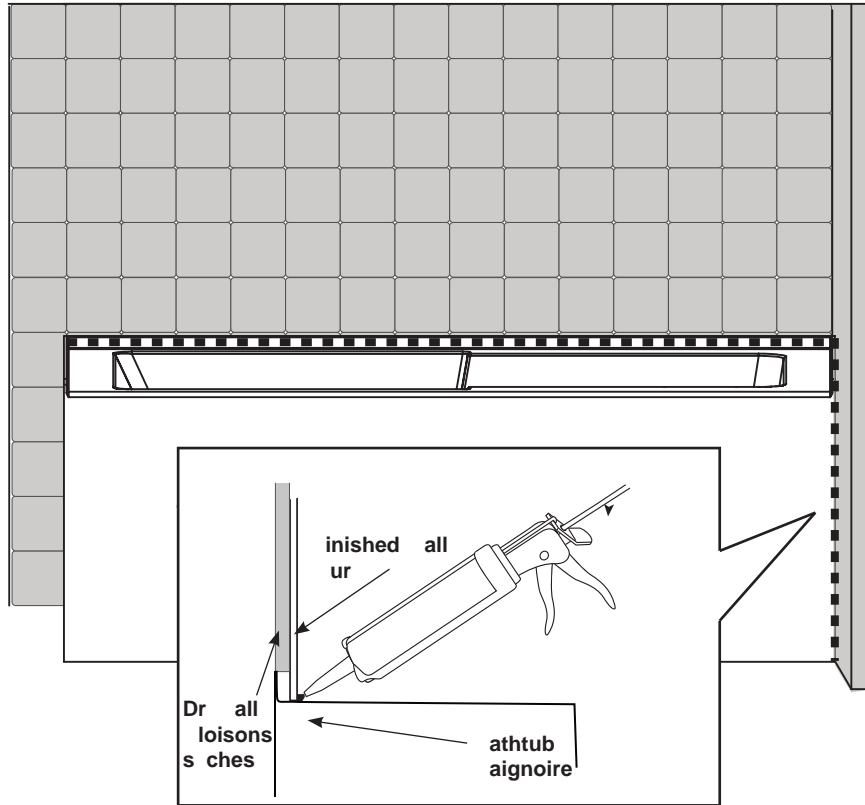 inished all
ur
Dr all
loisons
s ches
athtub
aignoire